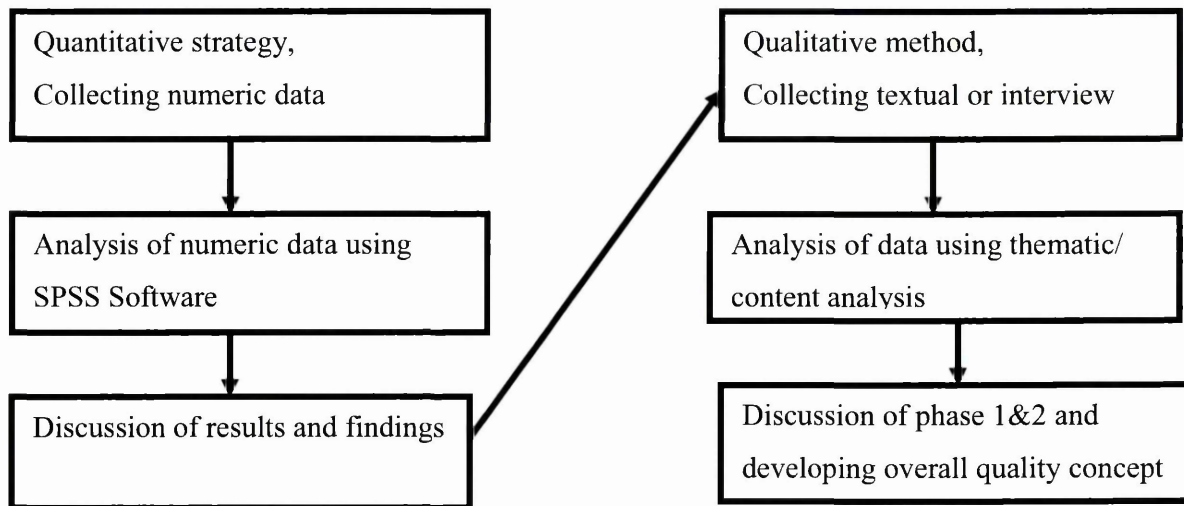 Quantitative strategy,
Collecting numeric data
Analysis of numeric data using
SPSS Software
Discussion of results and findings
Qualitative method,
Collecting textual or interview
Analysis of data using thematic/
content analysis
Discussion of phase 1&2 and
developing overall quality concept